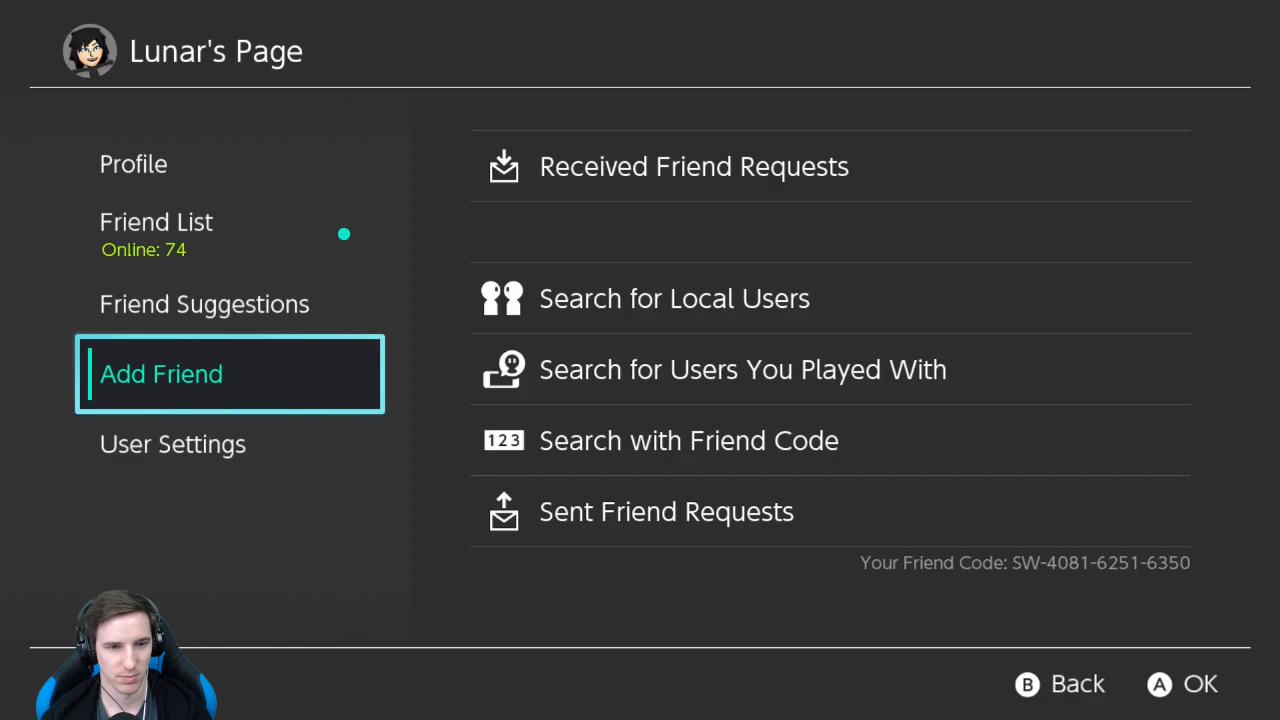 Lunar's Page
Profile
Friend List
Online: 74
Friend Suggestions
Add Friend
User Settings
Received Friend Requests
Search for Local Users
Search for Users You Played With
123 Search with Friend Code
Sent Friend Requests
Your Friend Code: SW-4081-6251-6350
B Back A OK